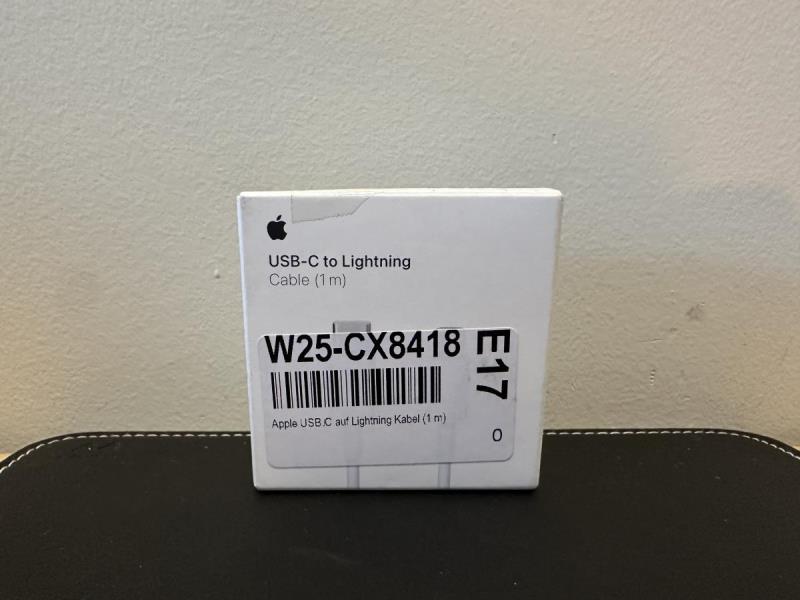 USB-C to Lightning
Cable (1 m)
W25-CX8418
E17
Apple USB.C auf Lightning Kabel (1 m)
0